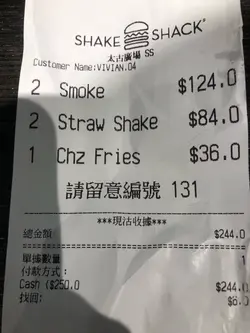 SHAKE SHACK
太古廣場 SS
Customer Name:VIVIAN.04
2 Smoke $124.0
2 Straw Shake $84.0
1 Chz Fries $36.0
請留意編號 131
***現沽收據***
總金額: $244.0
單據數量 1
付款方式:
Cash ($250.0 $244.0
找回: $6.0